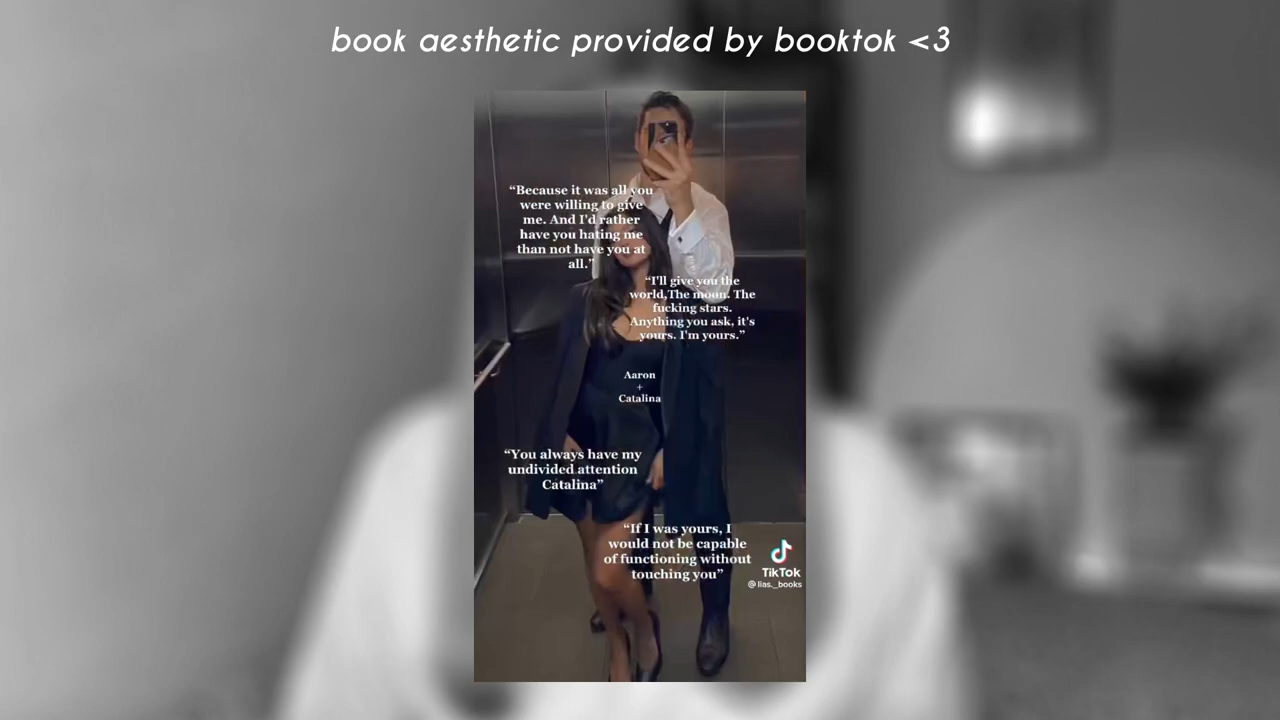 book aesthetic provided by booktok <3
“Because it was all you
were willing to give
me. And I'd rather
have you hating me
than not have you at
all.”
“I'll give you the
world,The moon. The
fucking stars.
Anything you ask, it's
yours. I'm yours.”
Aaron
+
Catalina
“You always have my
undivided attention
Catalina”
“If I was yours, I
would not be capable
of functioning without
touching you”
TikTok
@lias._books